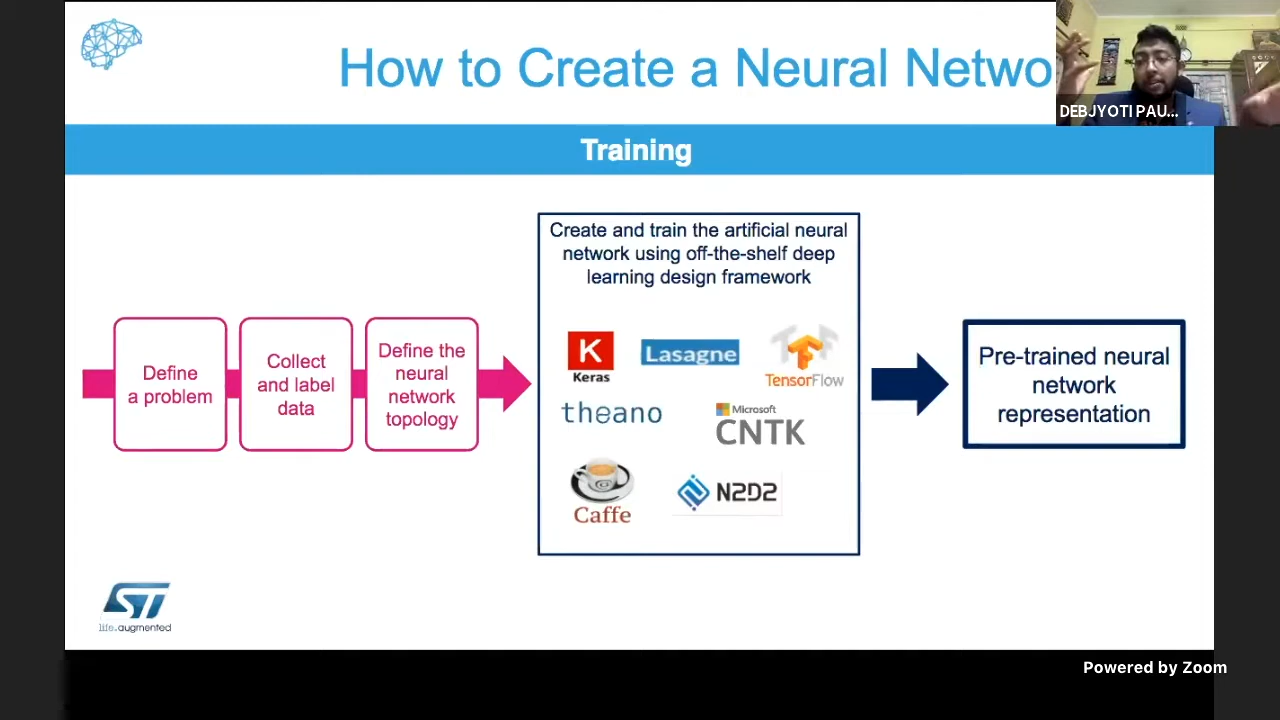 How to Create a Neural Netwo
DEBJYOTI PAU...
Training
Create and train the artificial neural
network using off-the-shelf deep
learning design framework
Define
a problem
Collect
and label
data
Define the
neural
network
topology
K
Keras
Lasagne
TensorFlow
theano
Microsoft
CNTK
Caffe
N2D2
Pre-trained neural
network
representation
ST
life.augmented
Powered by Zoom